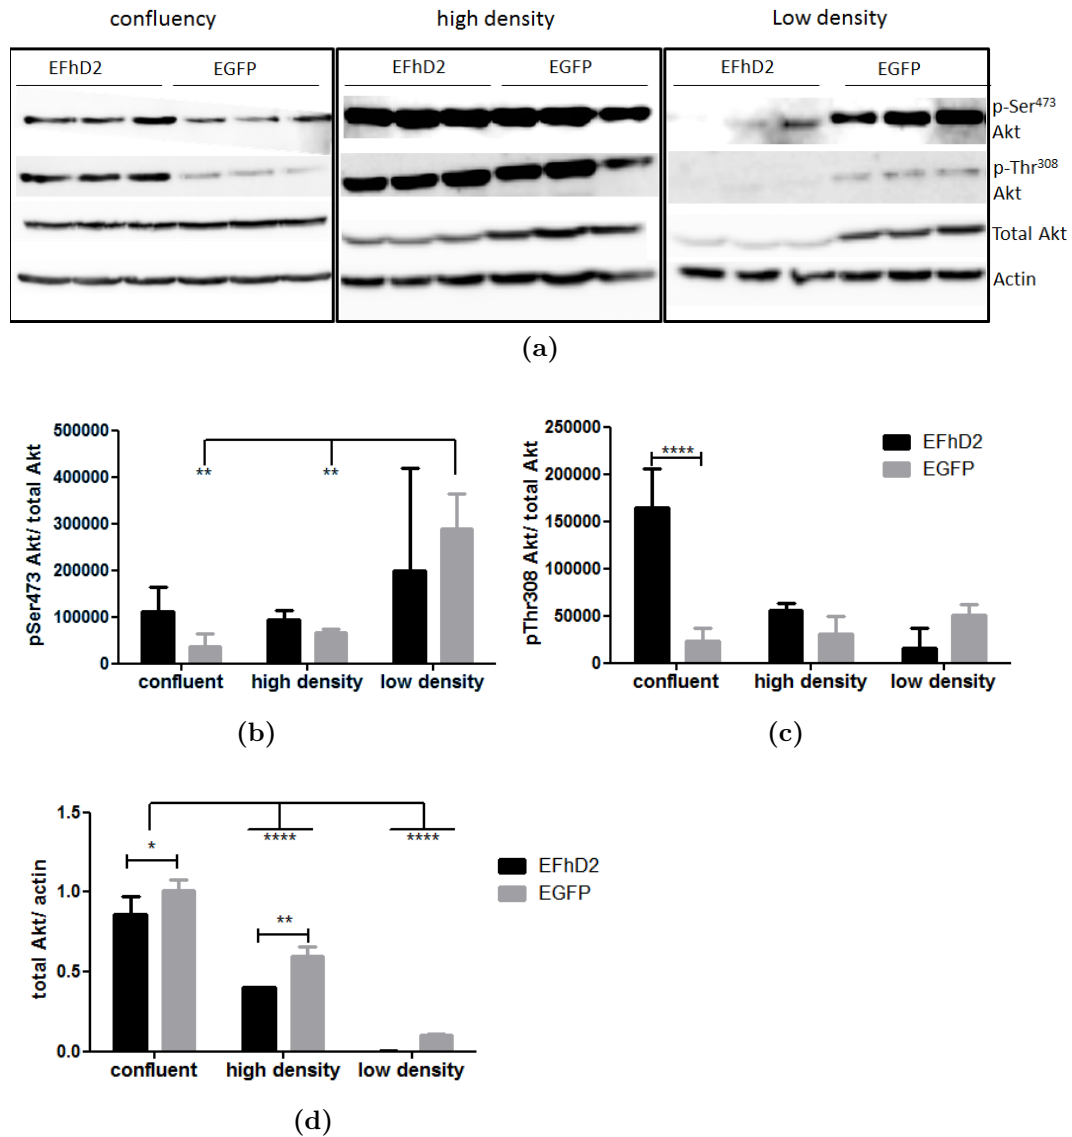 confluency
high density
Low density
EFhD2
EGFP
EFhD2
EGFP
EFhD2
EGFP
p-Ser473
Akt
p-Thr308
Akt
Total Akt
Actin
(a)
pSer473 Akt/ total Akt
500000
400000
300000
200000
100000
0
**
**
confluent
high density
low density
(b)
pThr308 Akt/ total Akt
250000
200000
150000
100000
50000
0
****
EFhD2
EGFP
confluent
high density
low density
(c)
total Akt/ actin
1.5
1.0
0.5
0.0
*
****
**
****
EFhD2
EGFP
confluent
high density
low density
(d)